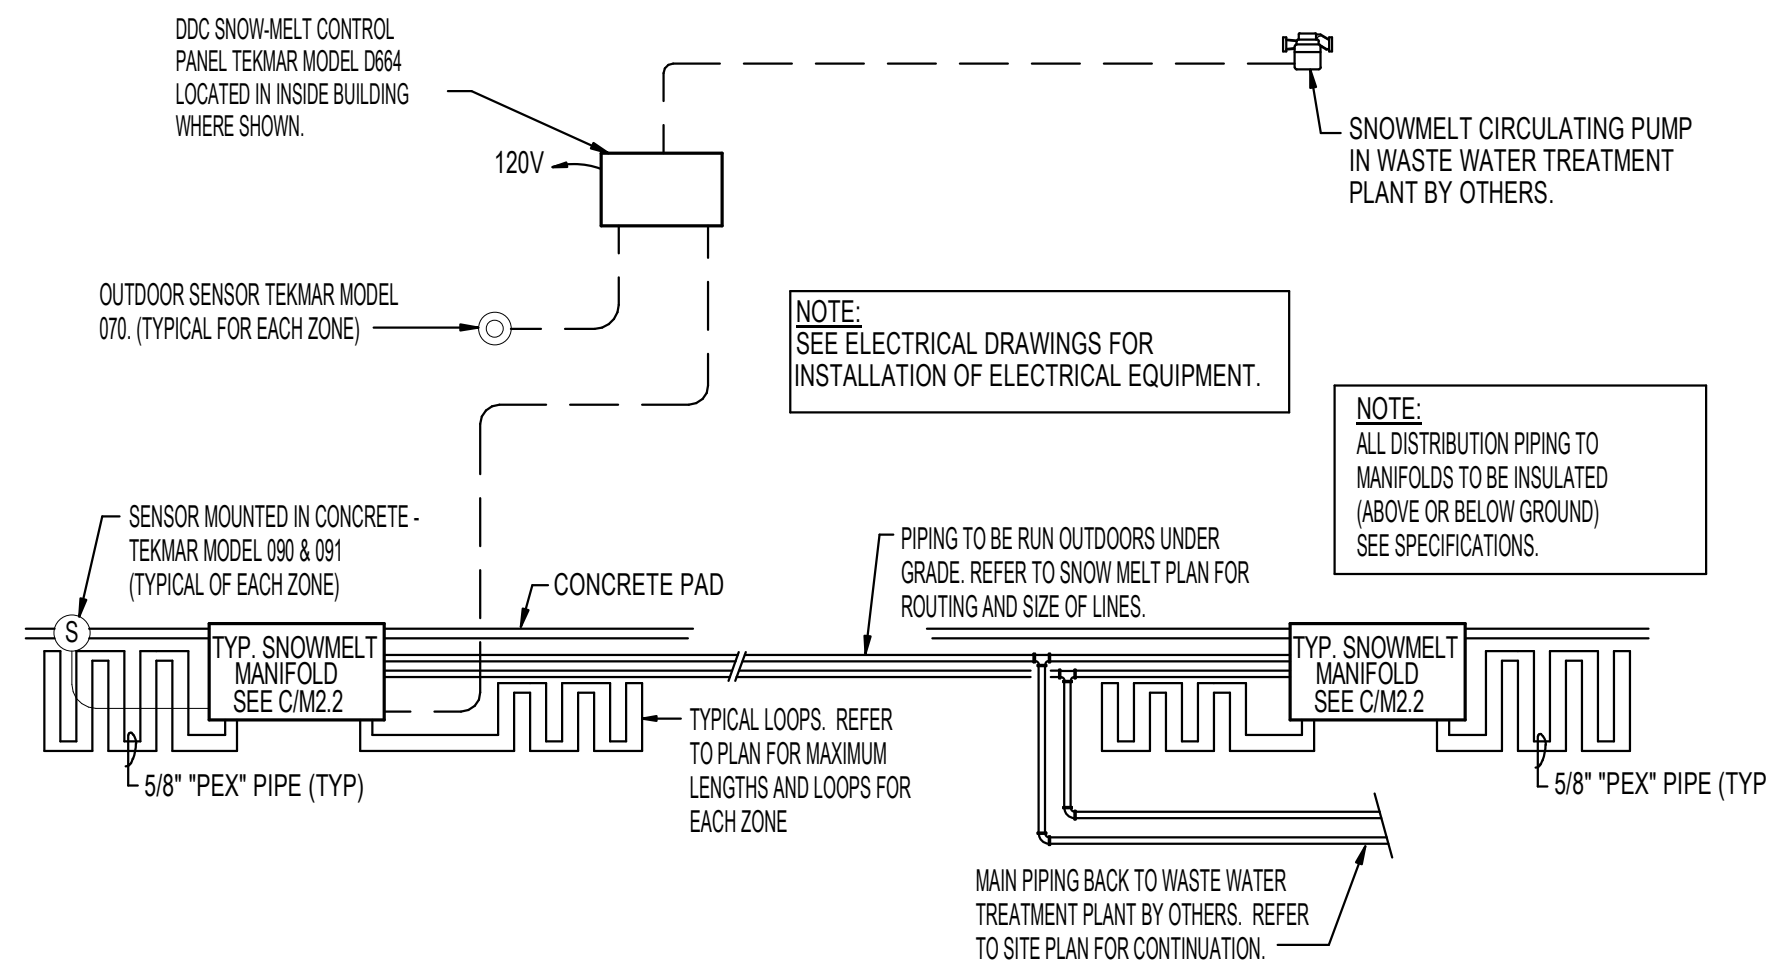 DDC SNOW-MELT CONTROL
PANEL TEKMAR MODEL D664
LOCATED IN INSIDE BUILDING
WHERE SHOWN.
120V
SNOWMELT CIRCULATING PUMP
IN WASTE WATER TREATMENT
PLANT BY OTHERS.
OUTDOOR SENSOR TEKMAR MODEL
070. (TYPICAL FOR EACH ZONE)
NOTE:
SEE ELECTRICAL DRAWINGS FOR
INSTALLATION OF ELECTRICAL EQUIPMENT.
NOTE:
ALL DISTRIBUTION PIPING TO
MANIFOLDS TO BE INSULATED
(ABOVE OR BELOW GROUND)
SEE SPECIFICATIONS.
SENSOR MOUNTED IN CONCRETE -
TEKMAR MODEL 090 & 091
(TYPICAL OF EACH ZONE)
CONCRETE PAD
PIPING TO BE RUN OUTDOORS UNDER
GRADE. REFER TO SNOW MELT PLAN FOR
ROUTING AND SIZE OF LINES.
S
TYP. SNOWMELT
MANIFOLD
SEE C/M2.2
TYP. SNOWMELT
MANIFOLD
SEE C/M2.2
TYPICAL LOOPS. REFER
TO PLAN FOR MAXIMUM
LENGTHS AND LOOPS FOR
EACH ZONE
5/8" "PEX" PIPE (TYP)
5/8" "PEX" PIPE (TYP
MAIN PIPING BACK TO WASTE WATER
TREATMENT PLANT BY OTHERS. REFER
TO SITE PLAN FOR CONTINUATION.